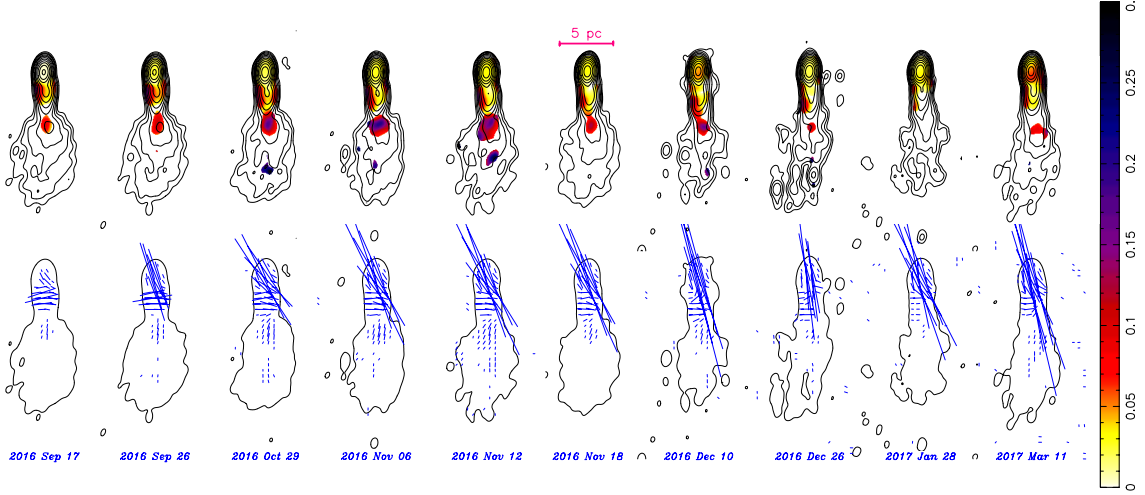 5 pc
2016 Sep 17
2016 Sep 26
2016 Oct 29
2016 Nov 06
2016 Nov 12
2016 Nov 18
2016 Dec 10
2016 Dec 26
2017 Jan 28
2017 Mar 11
0
0.05
0.1
0.15
0.2
0.25